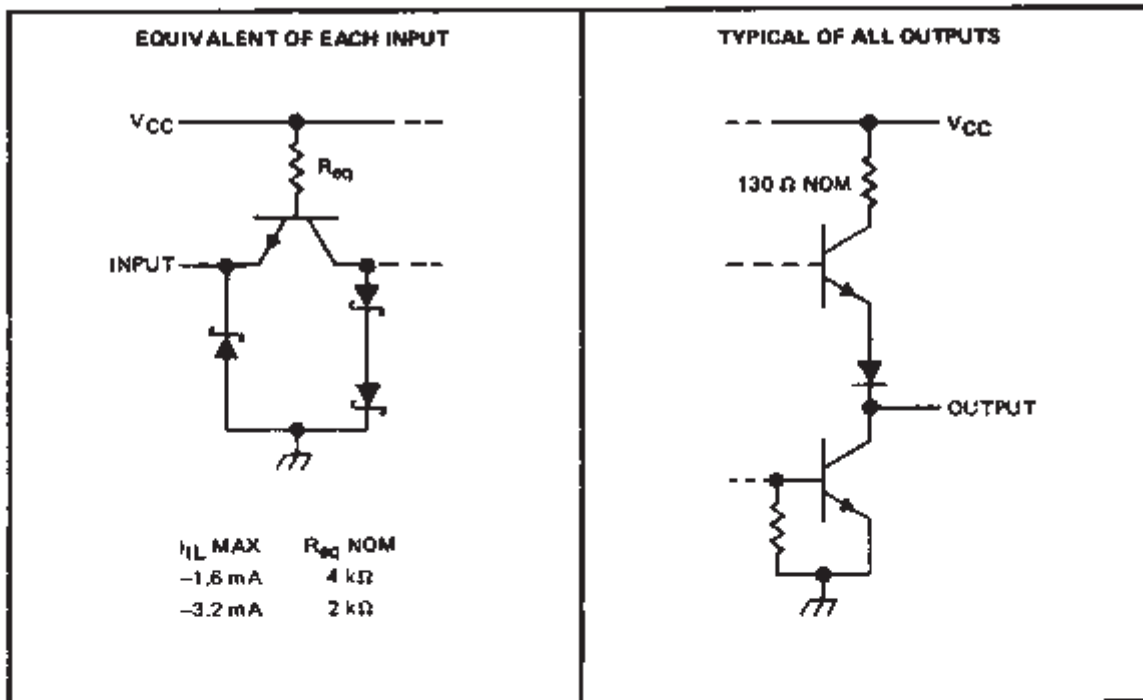 EQUIVALENT OF EACH INPUT
VCC
Req
INPUT
IIL MAX Req NOM
–1.6 mA 4 kΩ
–3.2 mA 2 kΩ
TYPICAL OF ALL OUTPUTS
VCC
130 Ω NOM
OUTPUT